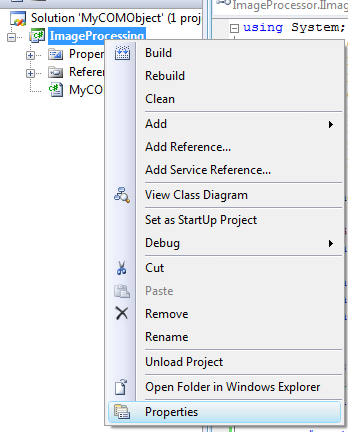 Solution 'MyCOMObject' (1 proj
ImageProcessor.IImag
ImageProcessing
using System;
Proper
Referer
MyCO
Build
Rebuild
Clean
Add
Add Reference...
Add Service Reference...
View Class Diagram
Set as StartUp Project
Debug
Cut
Paste
Remove
Rename
Unload Project
Open Folder in Windows Explorer
Properties